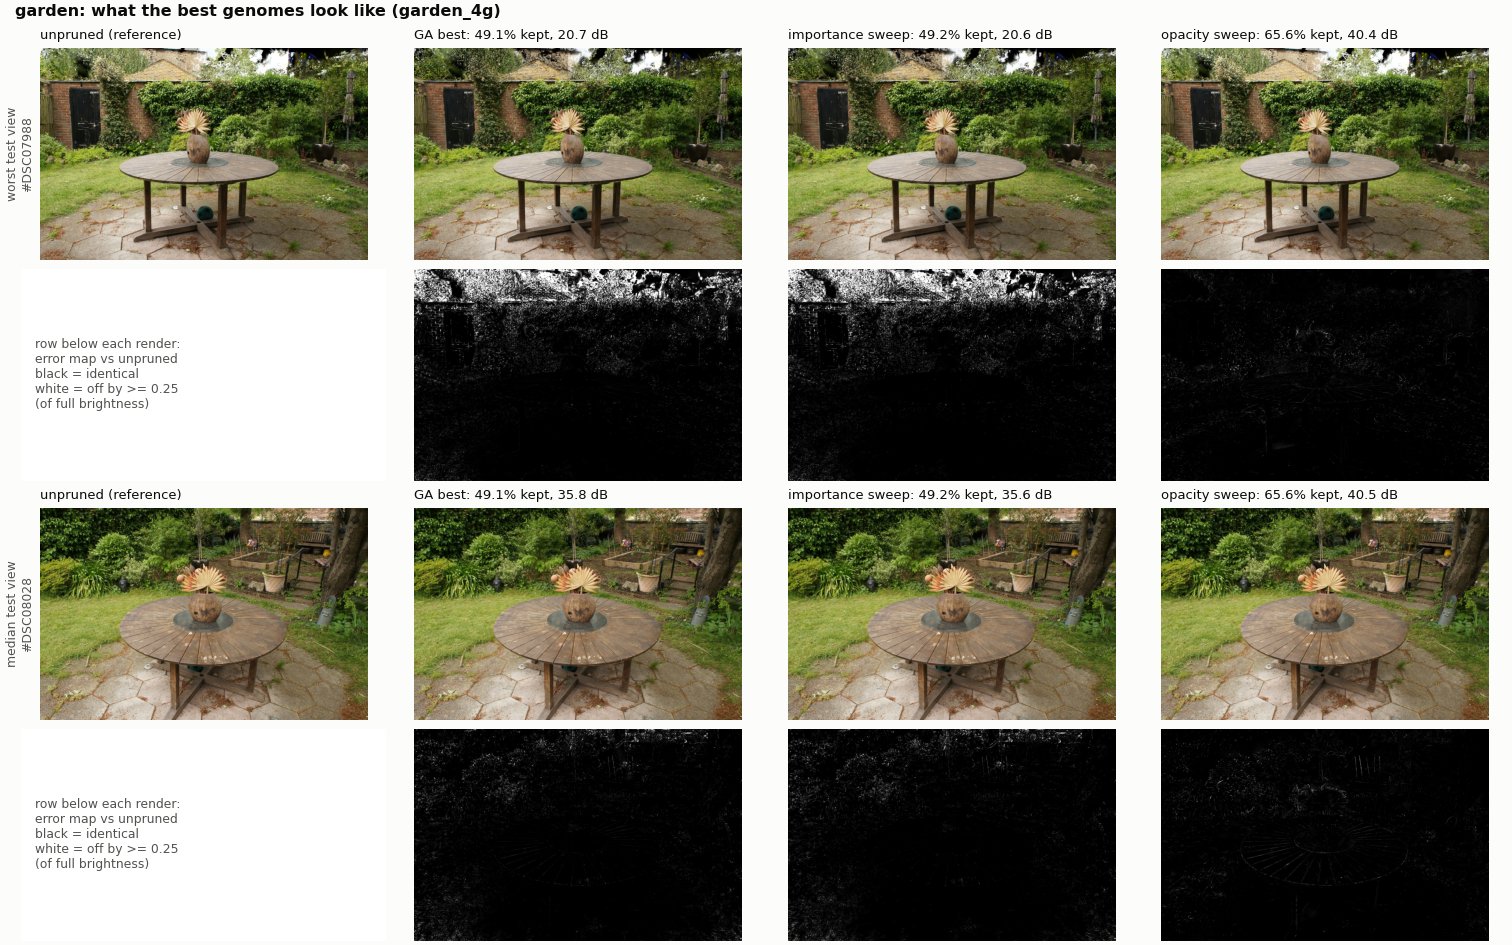 garden: what the best genomes look like (garden_4g)
unpruned (reference)
GA best: 49.1% kept, 20.7 dB
importance sweep: 49.2% kept, 20.6 dB
opacity sweep: 65.6% kept, 40.4 dB
worst test view
#DSC07988
row below each render:
error map vs unpruned
black = identical
white = off by >= 0.25
(of full brightness)
unpruned (reference)
GA best: 49.1% kept, 35.8 dB
importance sweep: 49.2% kept, 35.6 dB
opacity sweep: 65.6% kept, 40.5 dB
median test view
#DSC08028
row below each render:
error map vs unpruned
black = identical
white = off by >= 0.25
(of full brightness)